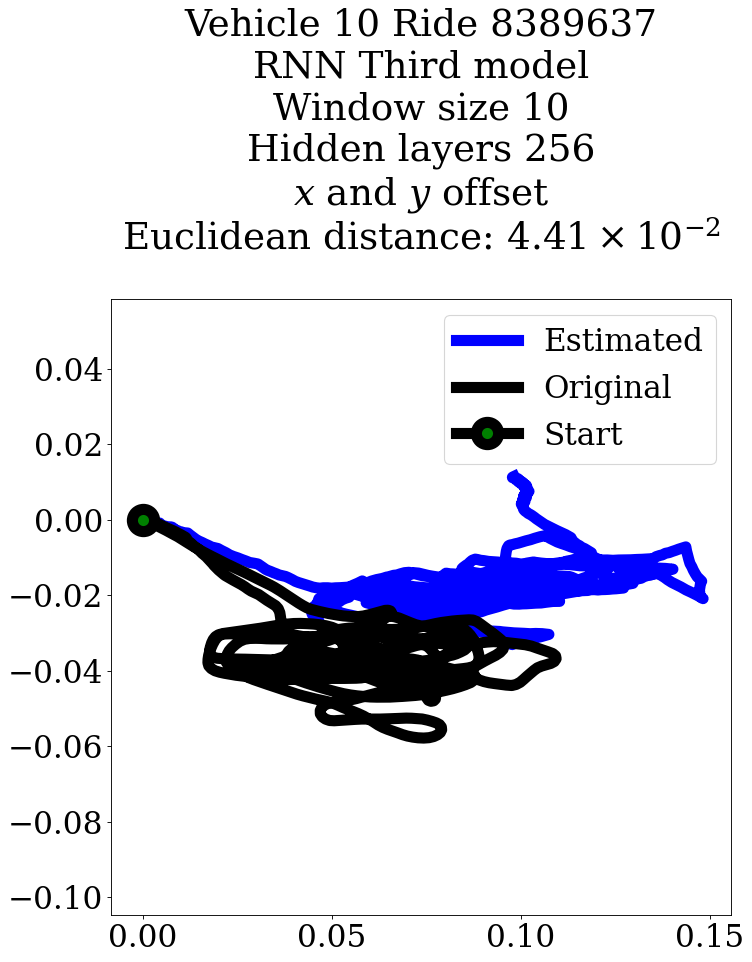 Vehicle 10 Ride 8389637
RNN Third model
Window size 10
Hidden layers 256
x and y offset
Euclidean distance: 4.41 × 10⁻²
Estimated
Original
Start
0.04
0.02
0.00
−0.02
−0.04
−0.06
−0.08
−0.10
0.00 0.05 0.10 0.15